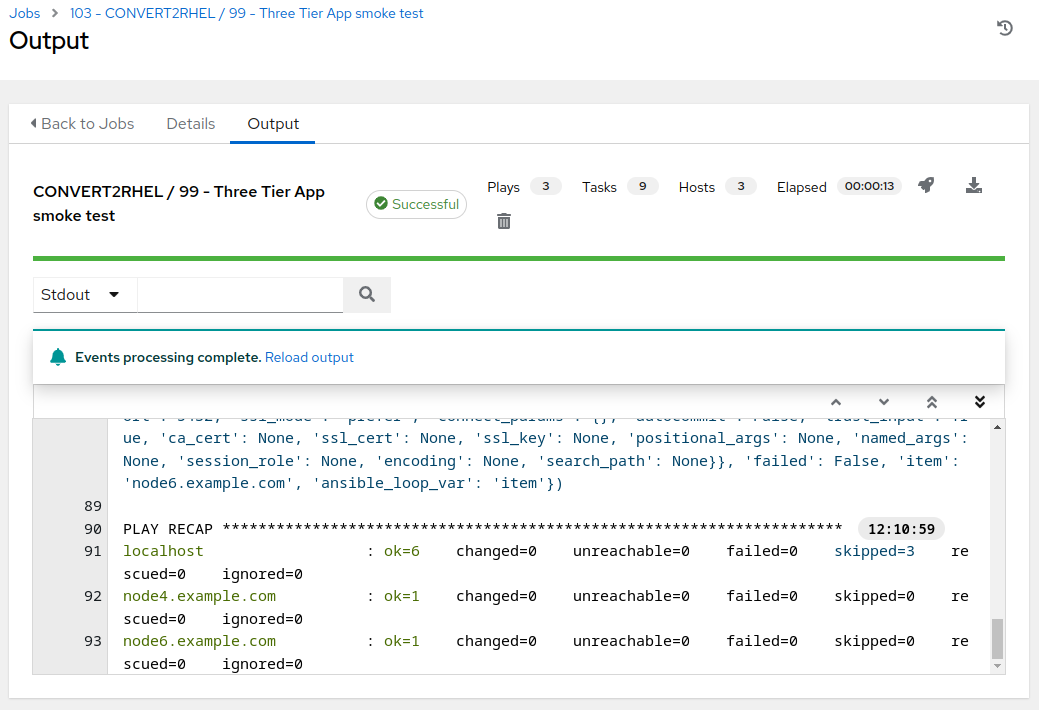 Jobs > 103 - CONVERT2RHEL / 99 - Three Tier App smoke test
Output
Back to Jobs Details Output
CONVERT2RHEL / 99 - Three Tier App
smoke test
Successful
Plays 3 Tasks 9 Hosts 3 Elapsed 00:00:13
Stdout
Events processing complete. Reload output
ue, 'ca_cert': None, 'ssl_cert': None, 'ssl_key': None, 'positional_args': None, 'named_args':
None, 'session_role': None, 'encoding': None, 'search_path': None}}, 'failed': False, 'item':
'node6.example.com', 'ansible_loop_var': 'item'})
89
90 PLAY RECAP ********************************************************************* 12:10:59
91 localhost : ok=6 changed=0 unreachable=0 failed=0 skipped=3 re
scued=0 ignored=0
92 node4.example.com : ok=1 changed=0 unreachable=0 failed=0 skipped=0 re
scued=0 ignored=0
93 node6.example.com : ok=1 changed=0 unreachable=0 failed=0 skipped=0 re
scued=0 ignored=0